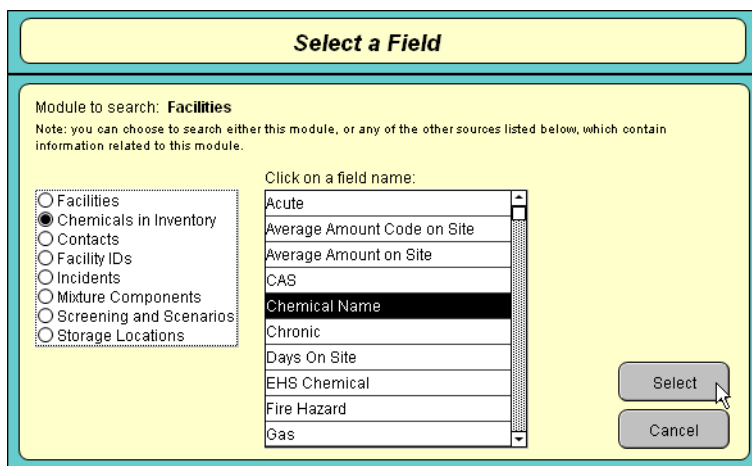 Select a Field
Module to search: Facilities
Note: you can choose to search either this module, or any of the other sources listed below, which contain
information related to this module.
Facilities
Chemicals in Inventory
Contacts
Facility IDs
Incidents
Mixture Components
Screening and Scenarios
Storage Locations
Click on a field name:
Acute
Average Amount Code on Site
Average Amount on Site
CAS
Chemical Name
Chronic
Days On Site
EHS Chemical
Fire Hazard
Gas
Select
Cancel